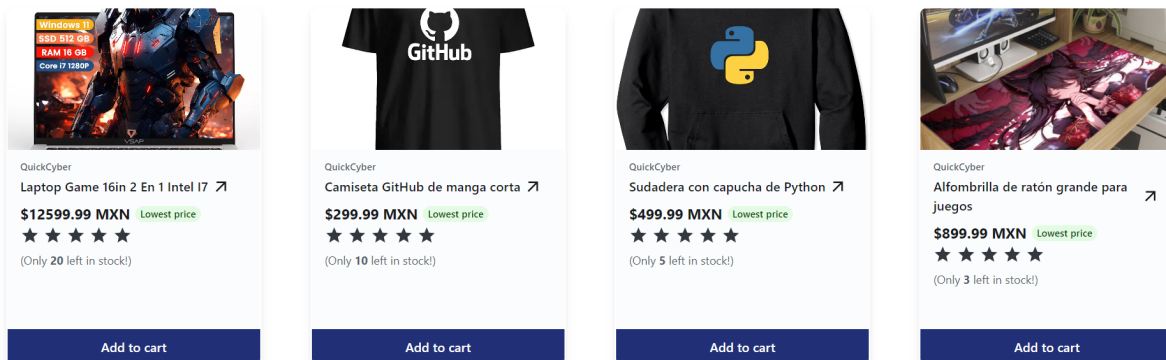 Windows 11
SSD 512 GB
RAM 16 GB
Core i7 1280P
VSAP
QuickCyber
Laptop Game 16in 2 En 1 Intel I7
$12599.99 MXN Lowest price
(Only 20 left in stock!)
Add to cart
GitHub
QuickCyber
Camiseta GitHub de manga corta
$299.99 MXN Lowest price
(Only 10 left in stock!)
Add to cart
QuickCyber
Sudadera con capucha de Python
$499.99 MXN Lowest price
(Only 5 left in stock!)
Add to cart
QuickCyber
Alfombrilla de ratón grande para
juegos
$899.99 MXN Lowest price
(Only 3 left in stock!)
Add to cart